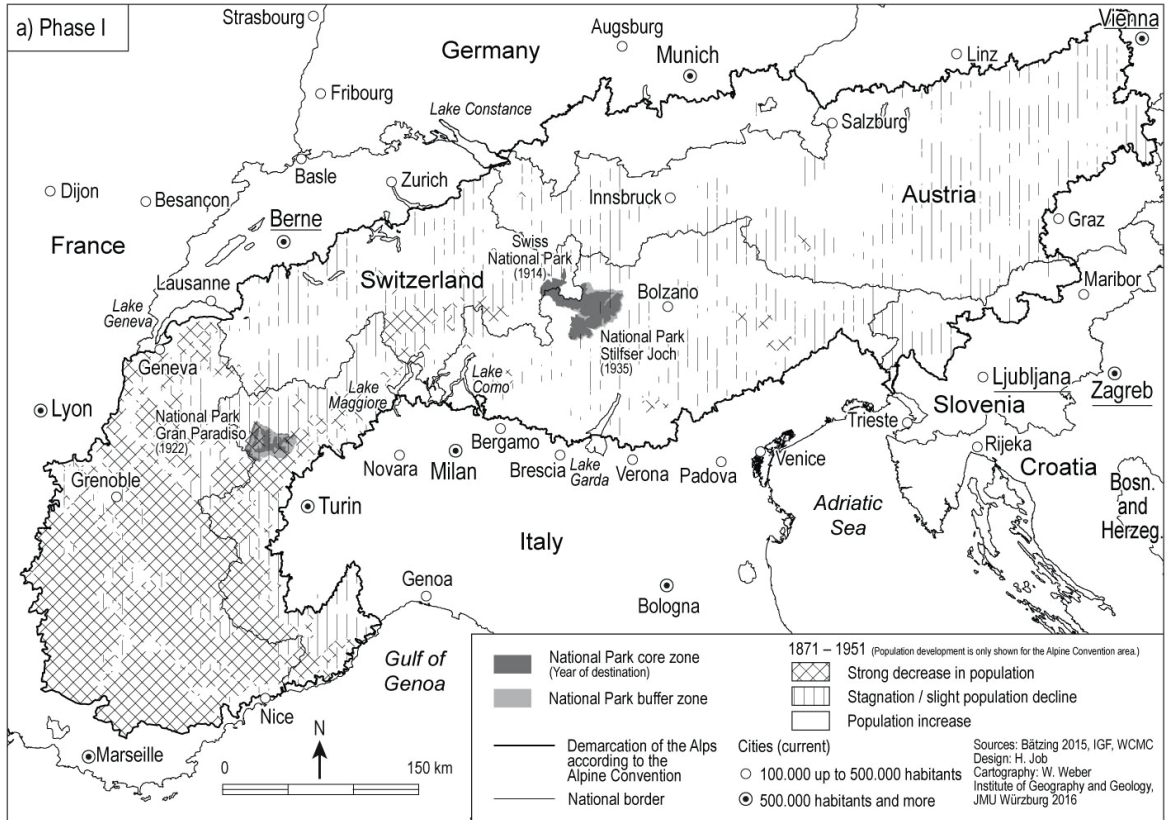 a) Phase I
Strasbourg
Germany
Augsburg
Munich
Linz
Vienna
Fribourg
Lake Constance
Salzburg
Basle
Zurich
Dijon
Besançon
Innsbruck
Austria
Berne
Graz
France
Swiss
National Park
(1914)
Switzerland
Maribor
Lausanne
Bolzano
Lake
Geneva
National Park
Stilfser Joch
(1935)
Geneva
Lake
Maggiore
Lake
Como
Ljubljana
Zagreb
Lyon
National Park
Gran Paradiso
(1922)
Slovenia
Trieste
Bergamo
Rijeka
Novara
Milan
Brescia
Lake
Garda
Verona
Padova
Venice
Croatia
Grenoble
Turin
Adriatic
Sea
Bosn.
and
Herzeg.
Italy
Genoa
Bologna
Gulf of
Genoa
Nice
Marseille
N
0
150 km
National Park core zone
(Year of destination)
National Park buffer zone
Demarcation of the Alps
according to the
Alpine Convention
National border
1871 – 1951 (Population development is only shown for the Alpine Convention area.)
Strong decrease in population
Stagnation / slight population decline
Population increase
Cities (current)
100.000 up to 500.000 habitants
500.000 habitants and more
Sources: Bätzing 2015, IGF, WCMC
Design: H. Job
Cartography: W. Weber
Institute of Geography and Geology,
JMU Würzburg 2016